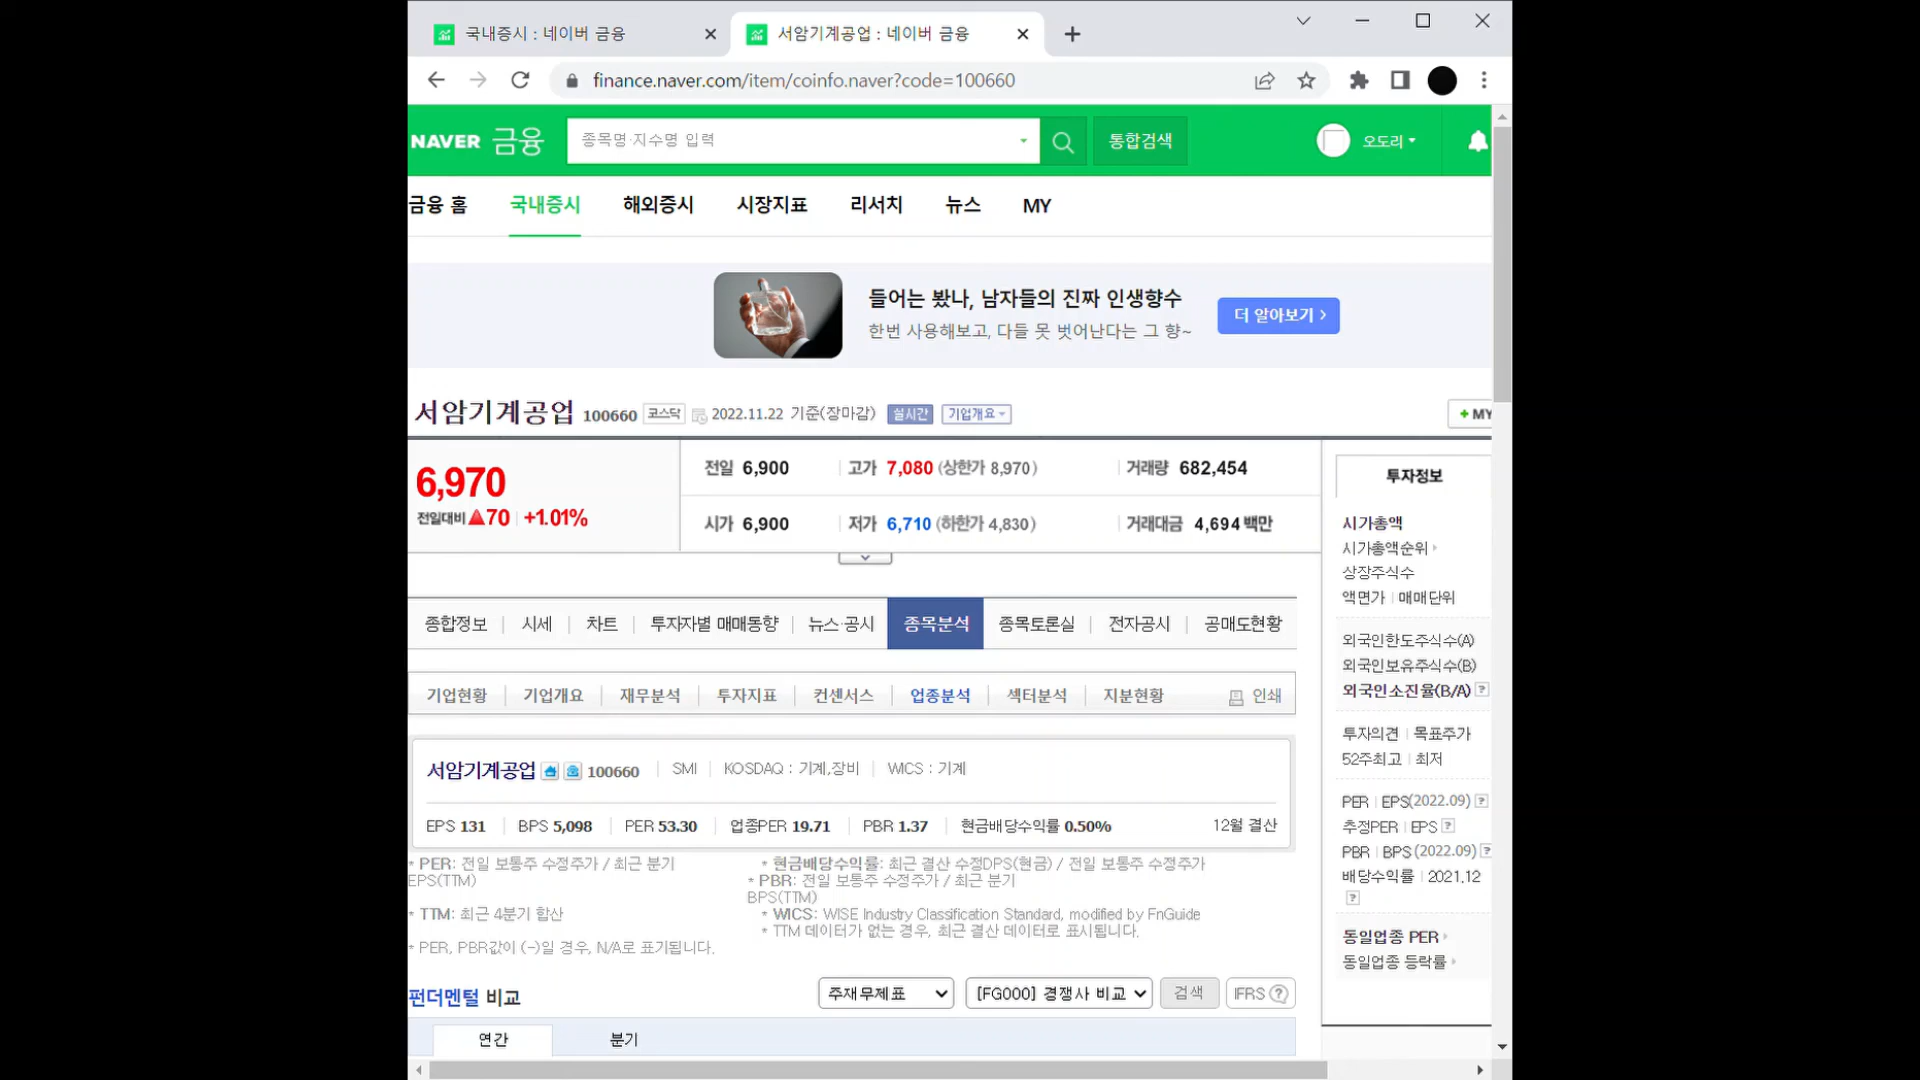 국내증시 : 네이버 금융
서암기계공업 : 네이버 금융
finance.naver.com/item/coinfo.naver?code=100660
NAVER 금융
종목명·지수명 입력
통합검색
오도리
금융 홈 국내증시 해외증시 시장지표 리서치 뉴스 MY
들어는 봤나, 남자들의 진짜 인생향수
한번 사용해보고, 다들 못 벗어난다는 그 향~
더 알아보기 >
서암기계공업 100660 코스닥 2022.11.22 기준(장마감) 실시간 기업개요
+ MY
6,970
전일대비 ▲70 +1.01%
전일 6,900 고가 7,080 (상한가 8,970) 거래량 682,454
시가 6,900 저가 6,710 (하한가 4,830) 거래대금 4,694 백만
종합정보 시세 차트 투자자별 매매동향 뉴스·공시 종목분석 종목토론실 전자공시 공매도현황
기업현황 기업개요 재무분석 투자지표 컨센서스 업종분석 섹터분석 지분현황 인쇄
서암기계공업 100660 SMI KOSDAQ : 기계,장비 WICS : 기계
EPS 131 BPS 5,098 PER 53.30 업종PER 19.71 PBR 1.37 현금배당수익률 0.50% 12월 결산
* PER: 전일 보통주 수정주가 / 최근 분기
EPS(TTM)
* TTM: 최근 4분기 합산
* PER, PBR값이 (-)일 경우, N/A로 표기됩니다.
* 현금배당수익률: 최근 결산 수정DPS(현금) / 전일 보통주 수정주가
* PBR: 전일 보통주 수정주가 / 최근 분기
BPS(TTM)
* WICS: WISE Industry Classification Standard, modified by FnGuide
* TTM 데이터가 없는 경우, 최근 결산 데이터로 표시됩니다.
펀더멘털 비교
주재무제표 [FG000] 경쟁사 비교 검색 IFRS ?
연간 분기
투자정보
시가총액
시가총액순위
상장주식수
액면가 매매단위
외국인한도주식수(A)
외국인보유주식수(B)
외국인소진율(B/A) ?
투자의견 목표주가
52주최고 최저
PER EPS(2022.09) ?
추정PER EPS ?
PBR BPS (2022.09) ?
배당수익률 2021.12
?
동일업종 PER
동일업종 등락률